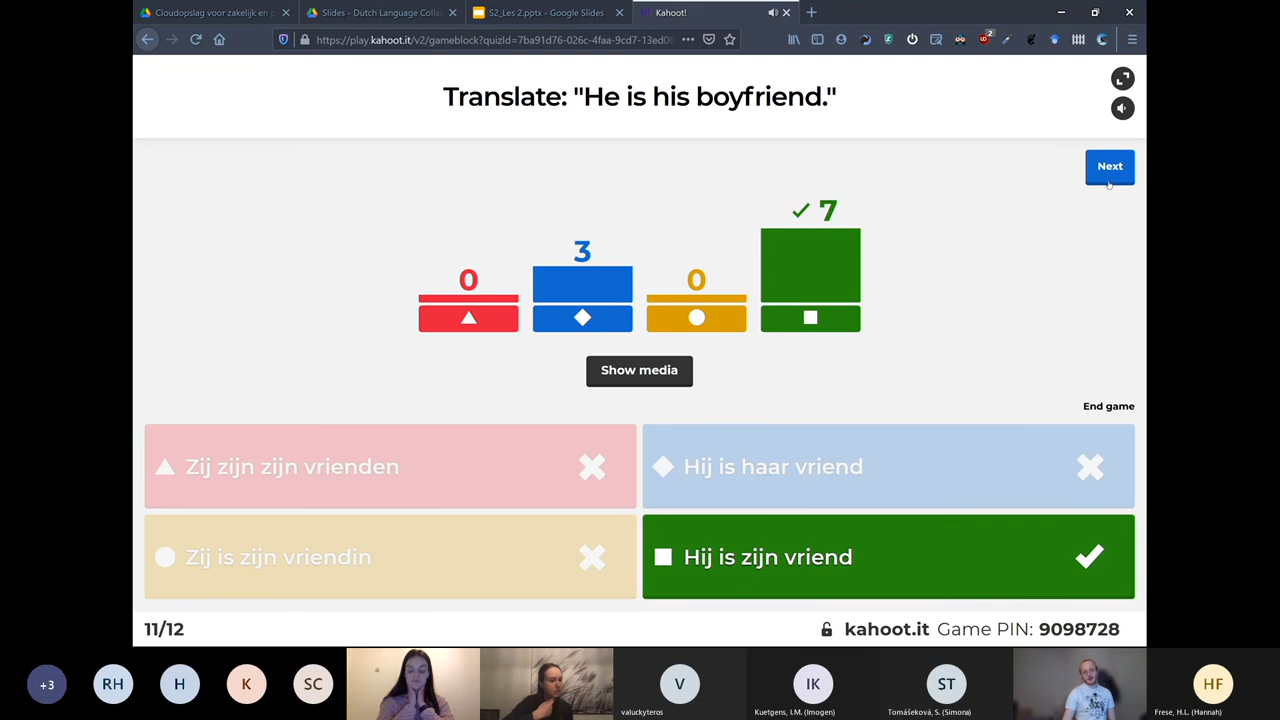 Cloudopslag voor zakelijk en p
Slides - Dutch Language Colla
S2_Les 2.pptx - Google Slides
Kahoot!
https://play.kahoot.it/v2/gameblock?quizId=7ba91d76-026c-4faa-9cd7-13ed06
2
Translate: "He is his boyfriend."
Next
0
3
0
7
Show media
End game
Zij zijn zijn vrienden
Hij is haar vriend
Zij is zijn vriendin
Hij is zijn vriend
11/12
kahoot.it Game PIN: 9098728
+3
RH
H
K
SC
V
valuckyteros
IK
Kuetgens, I.M. (Imogen)
ST
Tomášeková, S. (Simona)
HF
Frese, H.L. (Hannah)